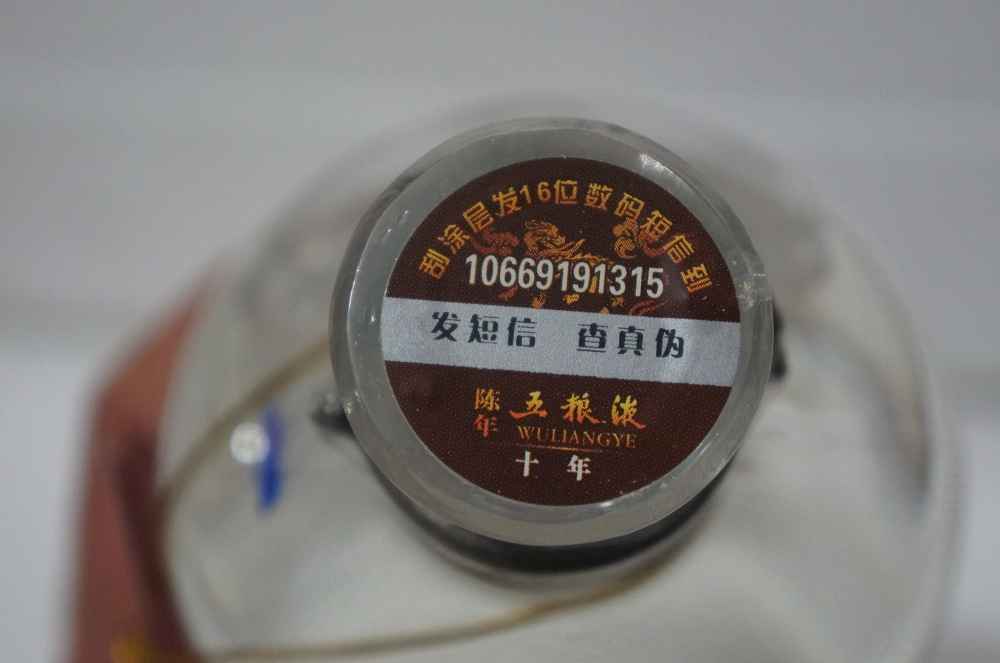 刮涂层发16位数码短信到
10669191315
发短信 查真伪
陈年 五粮液
WULIANGYE
十年